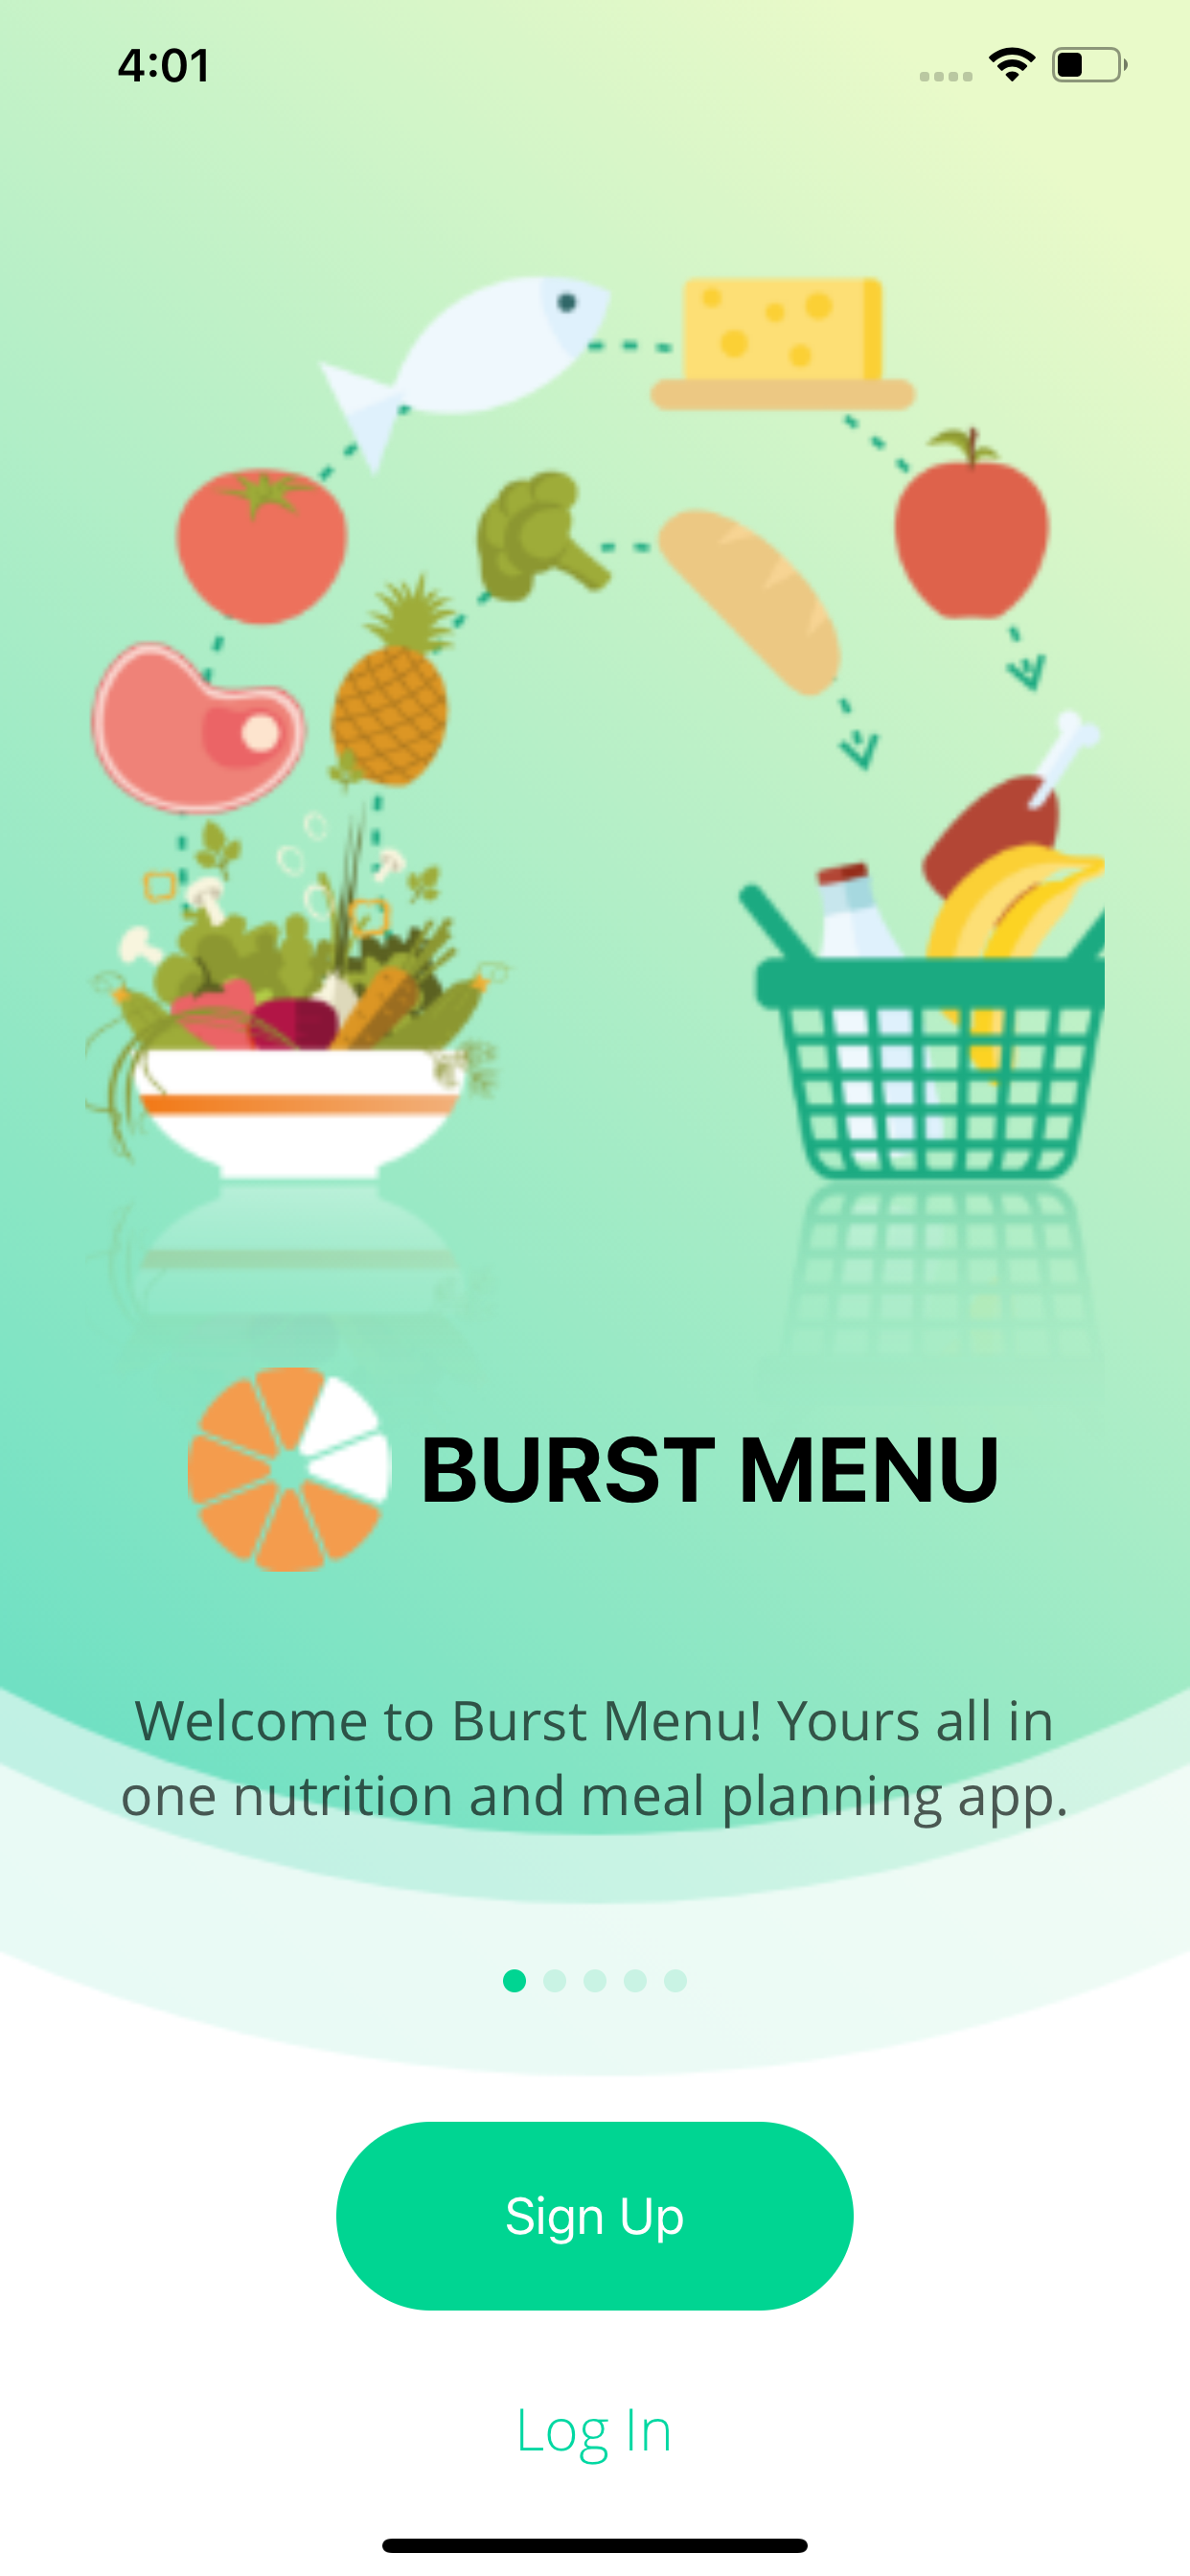 4:01
BURST MENU
Welcome to Burst Menu! Yours all in
one nutrition and meal planning app.
Sign Up
Log In